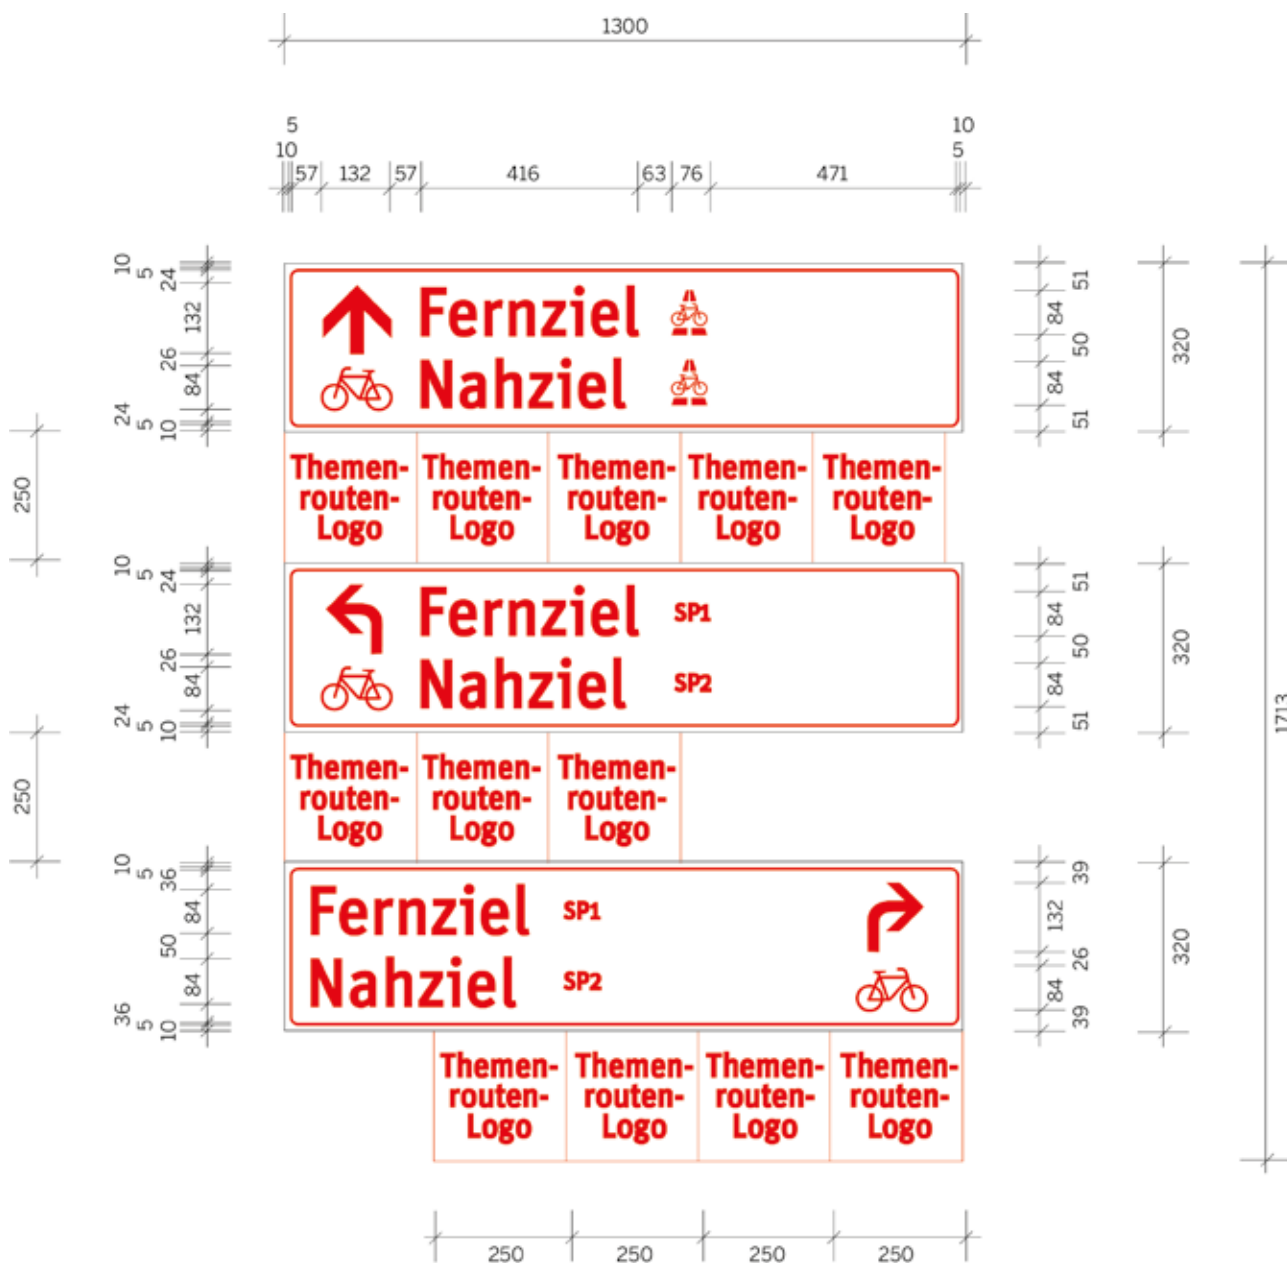 1300
5
10
10
5
57 132 57 416 63 76 471
10
5
24
132
26
84
24
5
10
51
84
50
84
51
320
Fernziel
Nahziel
250
Themen-
routen-
Logo
Themen-
routen-
Logo
Themen-
routen-
Logo
Themen-
routen-
Logo
Themen-
routen-
Logo
10
5
24
132
26
84
24
5
10
51
84
50
84
51
320
Fernziel SP1
Nahziel SP2
1713
250
Themen-
routen-
Logo
Themen-
routen-
Logo
Themen-
routen-
Logo
10
5
36
84
50
84
36
5
10
39
132
26
84
39
320
Fernziel SP1
Nahziel SP2
Themen-
routen-
Logo
Themen-
routen-
Logo
Themen-
routen-
Logo
Themen-
routen-
Logo
250 250 250 250